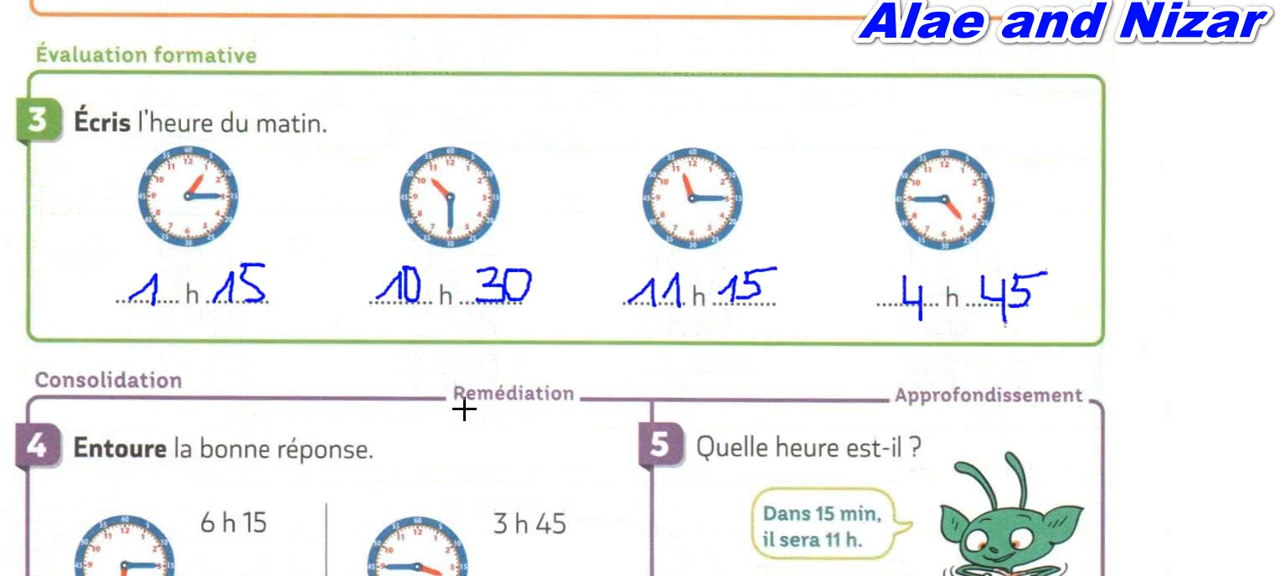 Alae and Nizar
Évaluation formative
3 Écris l'heure du matin.
1 h 15
10 h 30
11 h 15
4 h 45
Consolidation
Remédiation
Approfondissement
4 Entoure la bonne réponse.
6 h 15
3 h 45
5 Quelle heure est-il ?
Dans 15 min,
il sera 11 h.